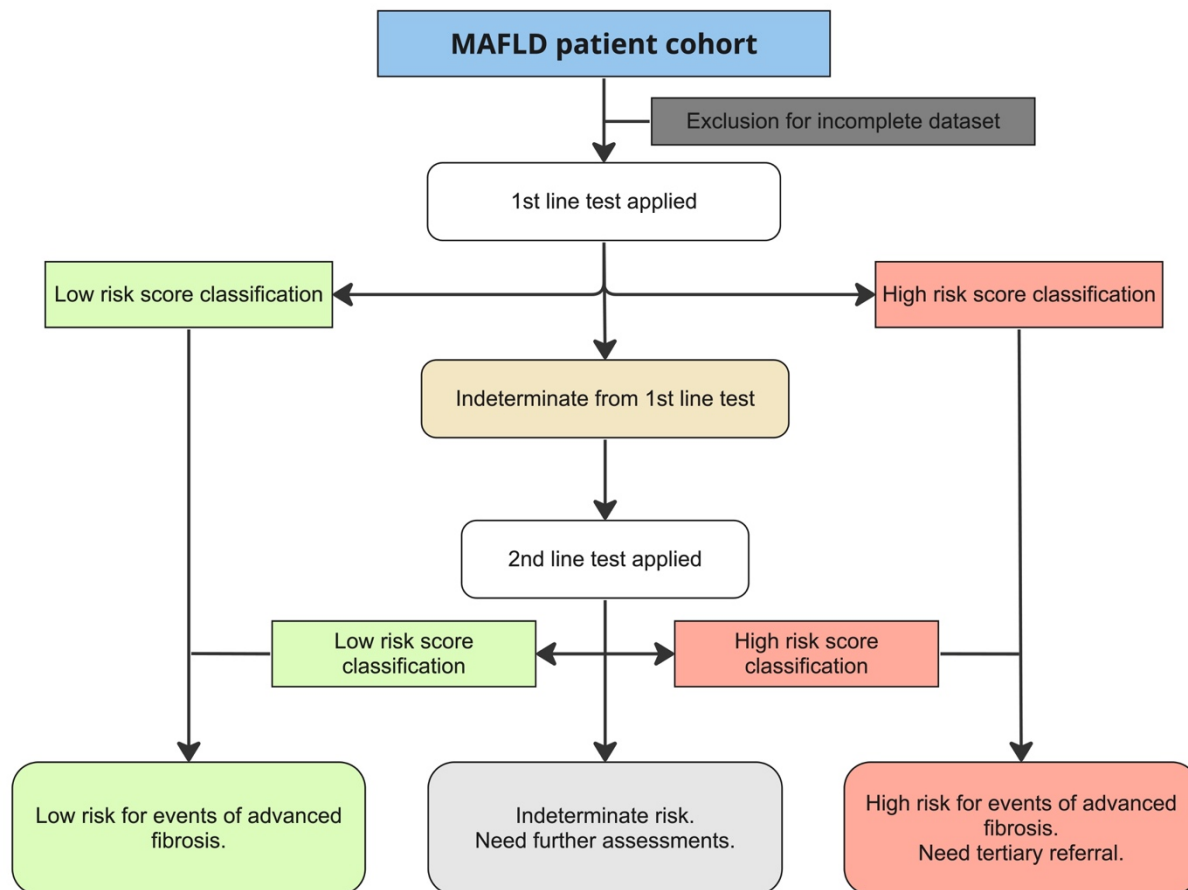 MAFLD patient cohort
Exclusion for incomplete dataset
1st line test applied
Low risk score classification
High risk score classification
Indeterminate from 1st line test
2nd line test applied
Low risk score
classification
High risk score
classification
Low risk for events of advanced
fibrosis.
Indeterminate risk.
Need further assessments.
High risk for events of advanced
fibrosis.
Need tertiary referral.